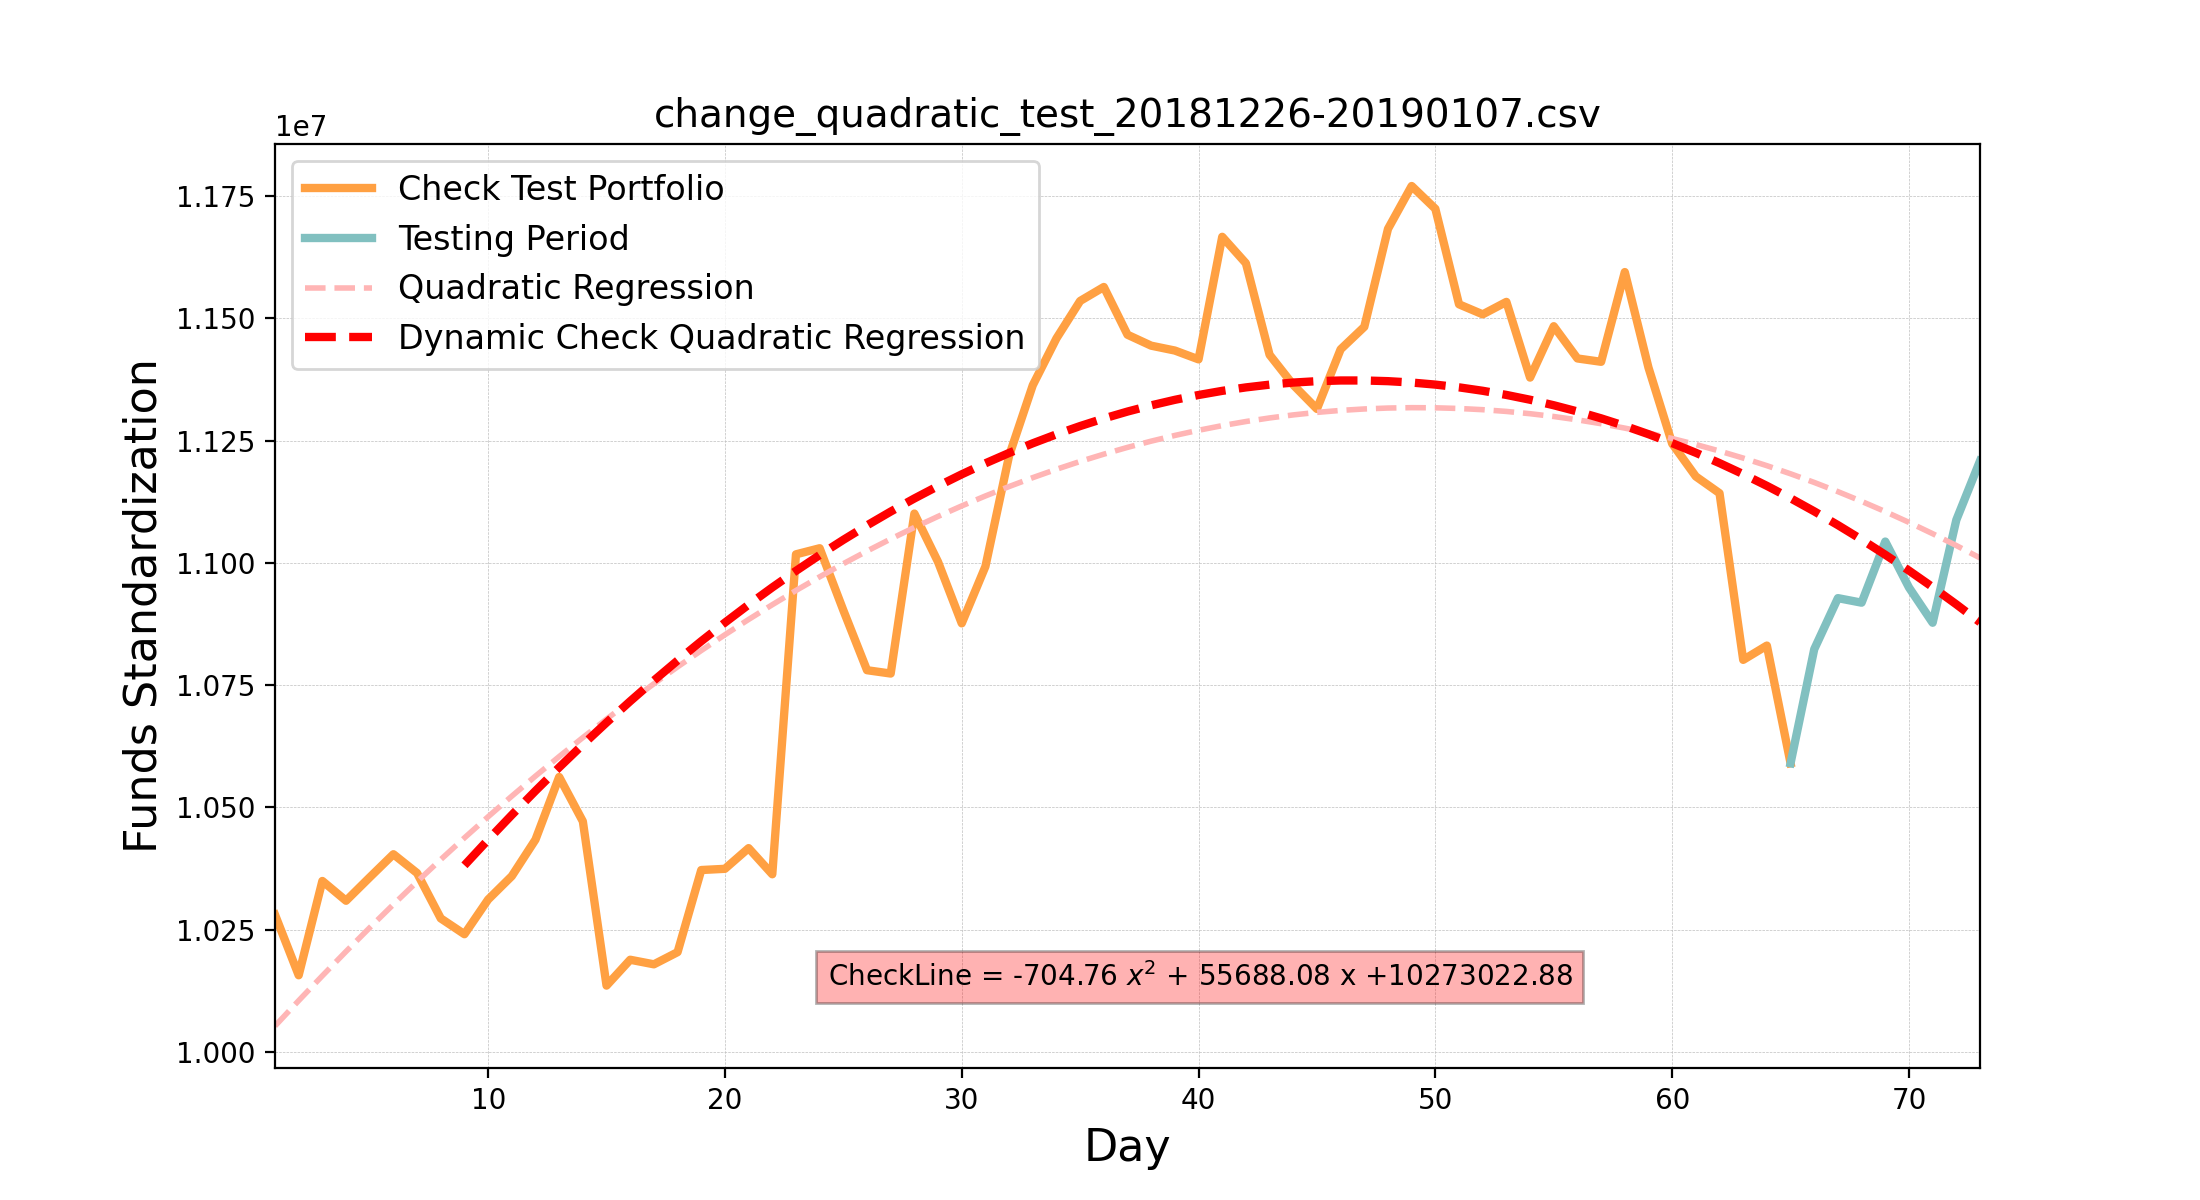 change_quadratic_test_20181226-20190107.csv
1e7
Check Test Portfolio
Testing Period
Quadratic Regression
Dynamic Check Quadratic Regression
1.175
1.150
1.125
1.100
1.075
1.050
1.025
1.000
Funds Standardization
CheckLine = -704.76 x² + 55688.08 x +10273022.88
10 20 30 40 50 60 70
Day